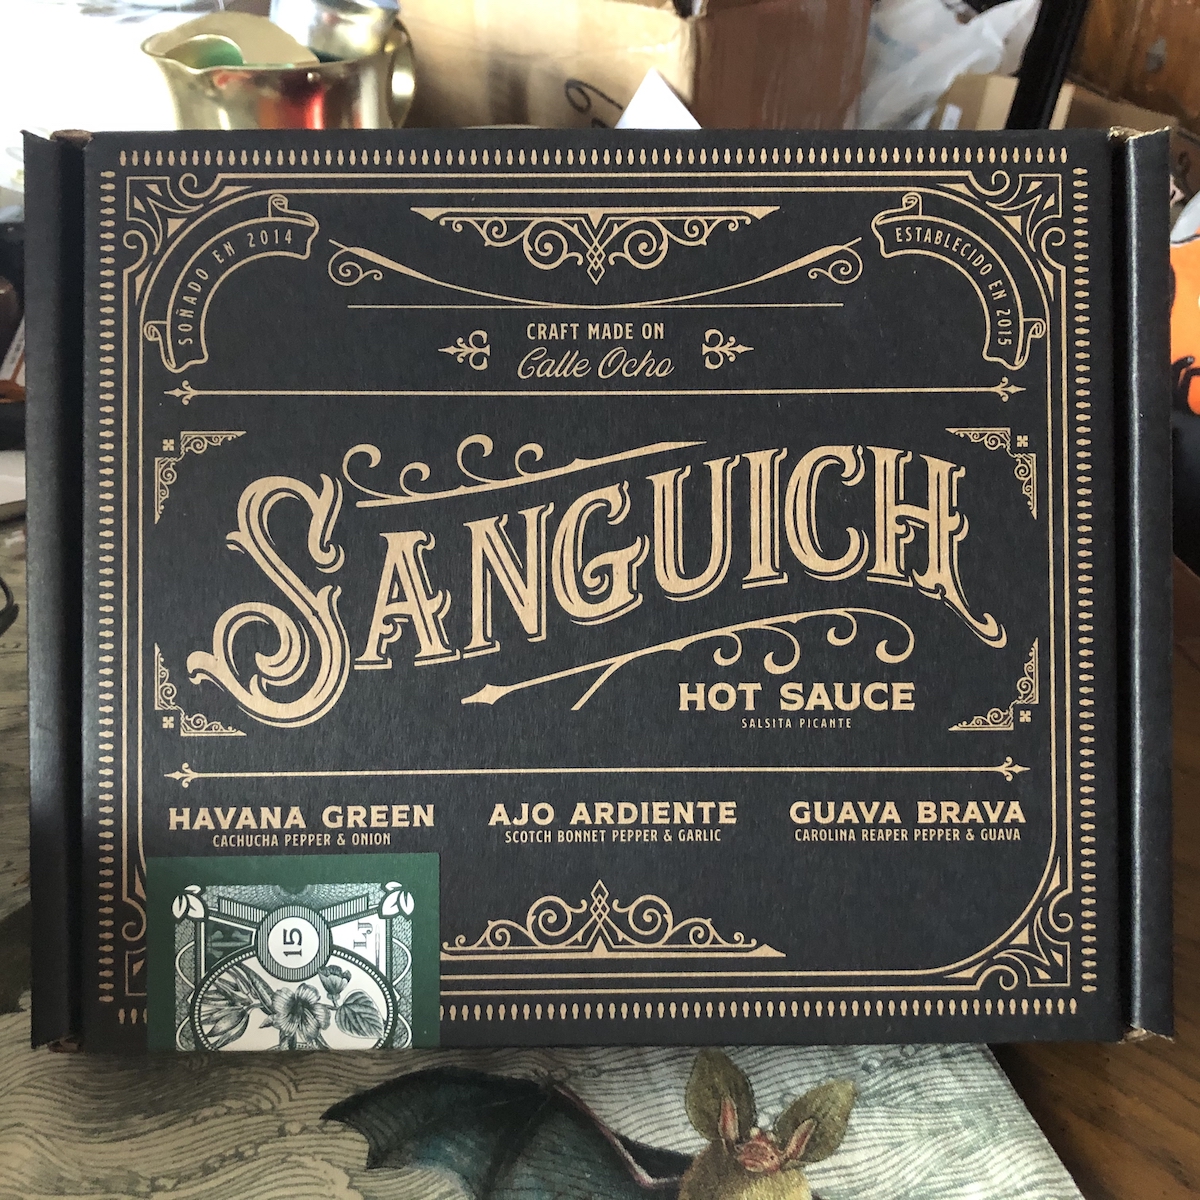 SOÑADO EN 2014
ESTABLECIDO EN 2015
CRAFT MADE ON
Calle Ocho
SANGUICH
HOT SAUCE
SALSITA PICANTE
HAVANA GREEN
CACHUCHA PEPPER & ONION
AJO ARDIENTE
SCOTCH BONNET PEPPER & GARLIC
GUAVA BRAVA
CAROLINA REAPER PEPPER & GUAVA
15
LJ